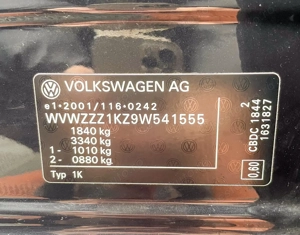 VOLKSWAGEN AG
e1*2001/116*0242
WVWZZZ1KZ9W541555
1840 kg
3340 kg
1- 1010 kg
2- 0880 kg.
Typ 1K
2
CBDC 1844
1631827
0,60